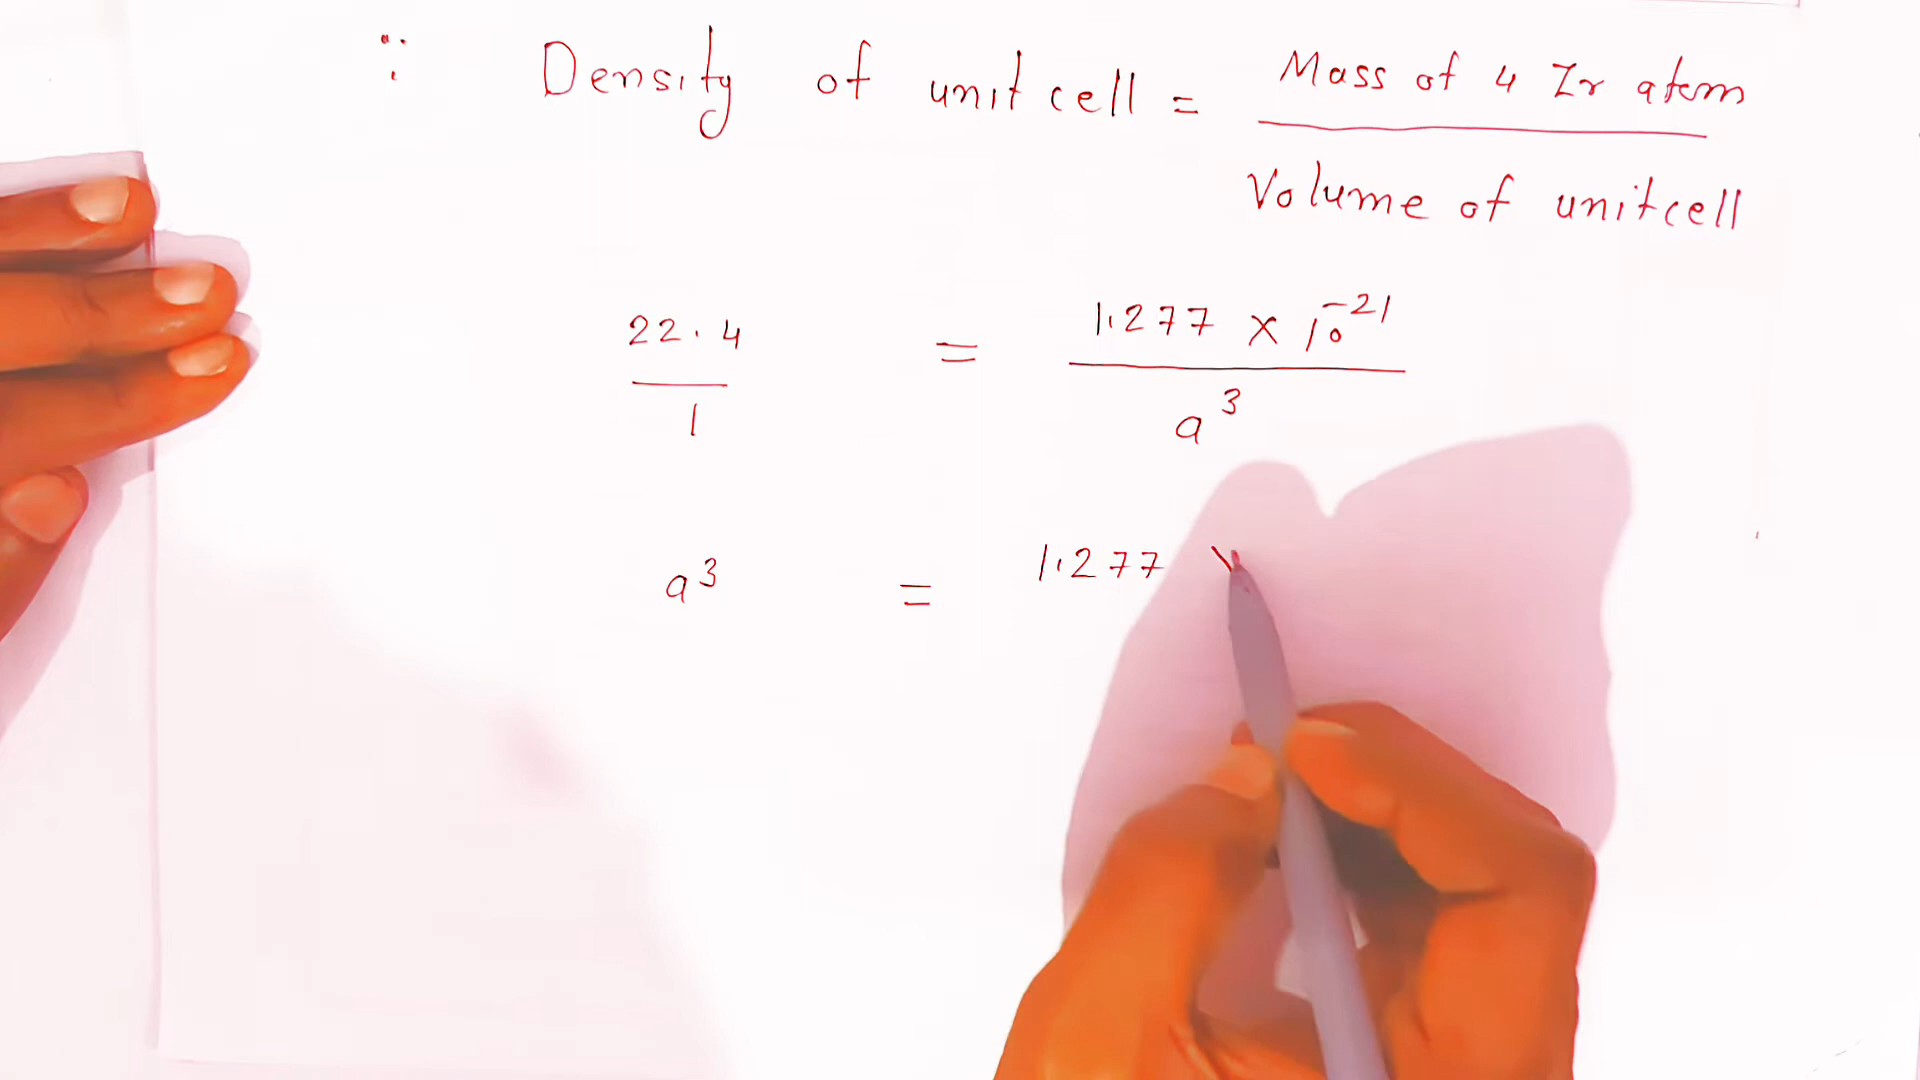 ∵ Density of unit cell = Mass of 4 Zr atom
Volume of unitcell
22.4 / 1 = 1.277 × 10⁻²¹ / a³
a³ = 1.277